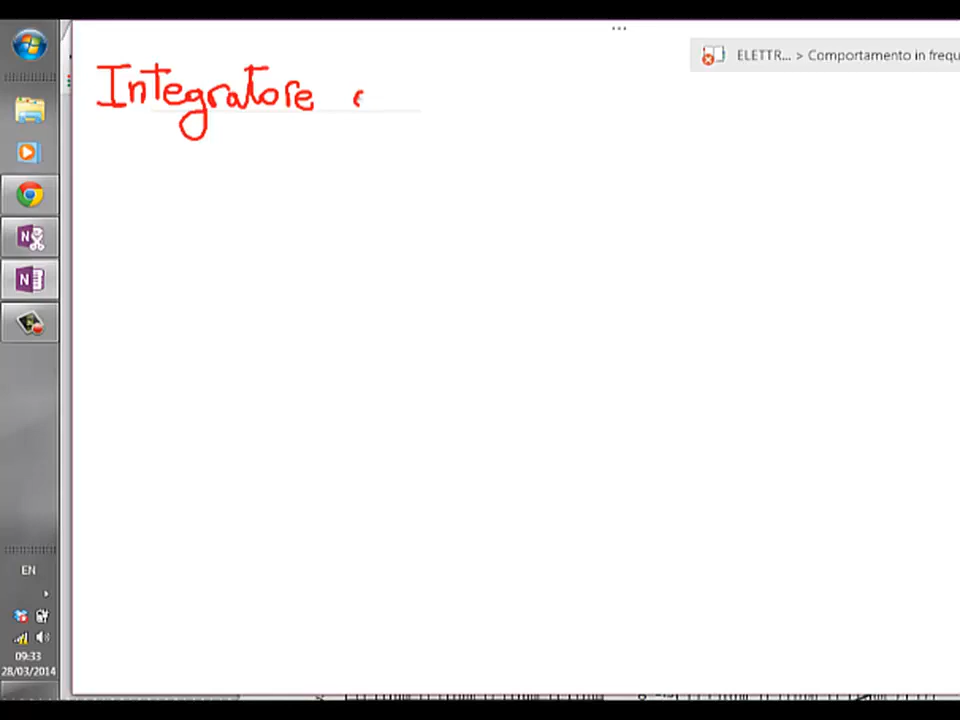 ELETTR... > Comportamento in frequ
Integratore
EN
09:33
28/03/2014